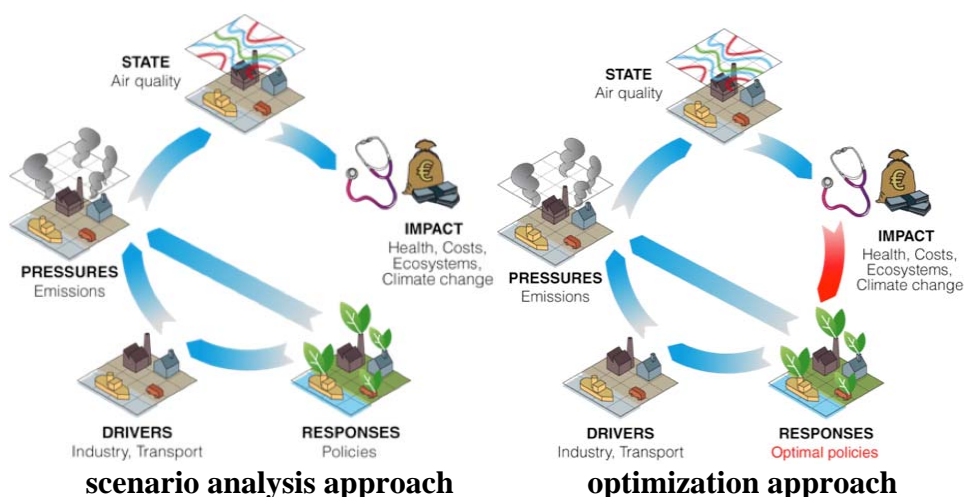 STATE
Air quality
IMPACT
Health, Costs,
Ecosystems,
Climate change
PRESSURES
Emissions
DRIVERS
Industry, Transport
RESPONSES
Policies
scenario analysis approach
STATE
Air quality
IMPACT
Health, Costs,
Ecosystems,
Climate change
PRESSURES
Emissions
DRIVERS
Industry, Transport
RESPONSES
Optimal policies
optimization approach